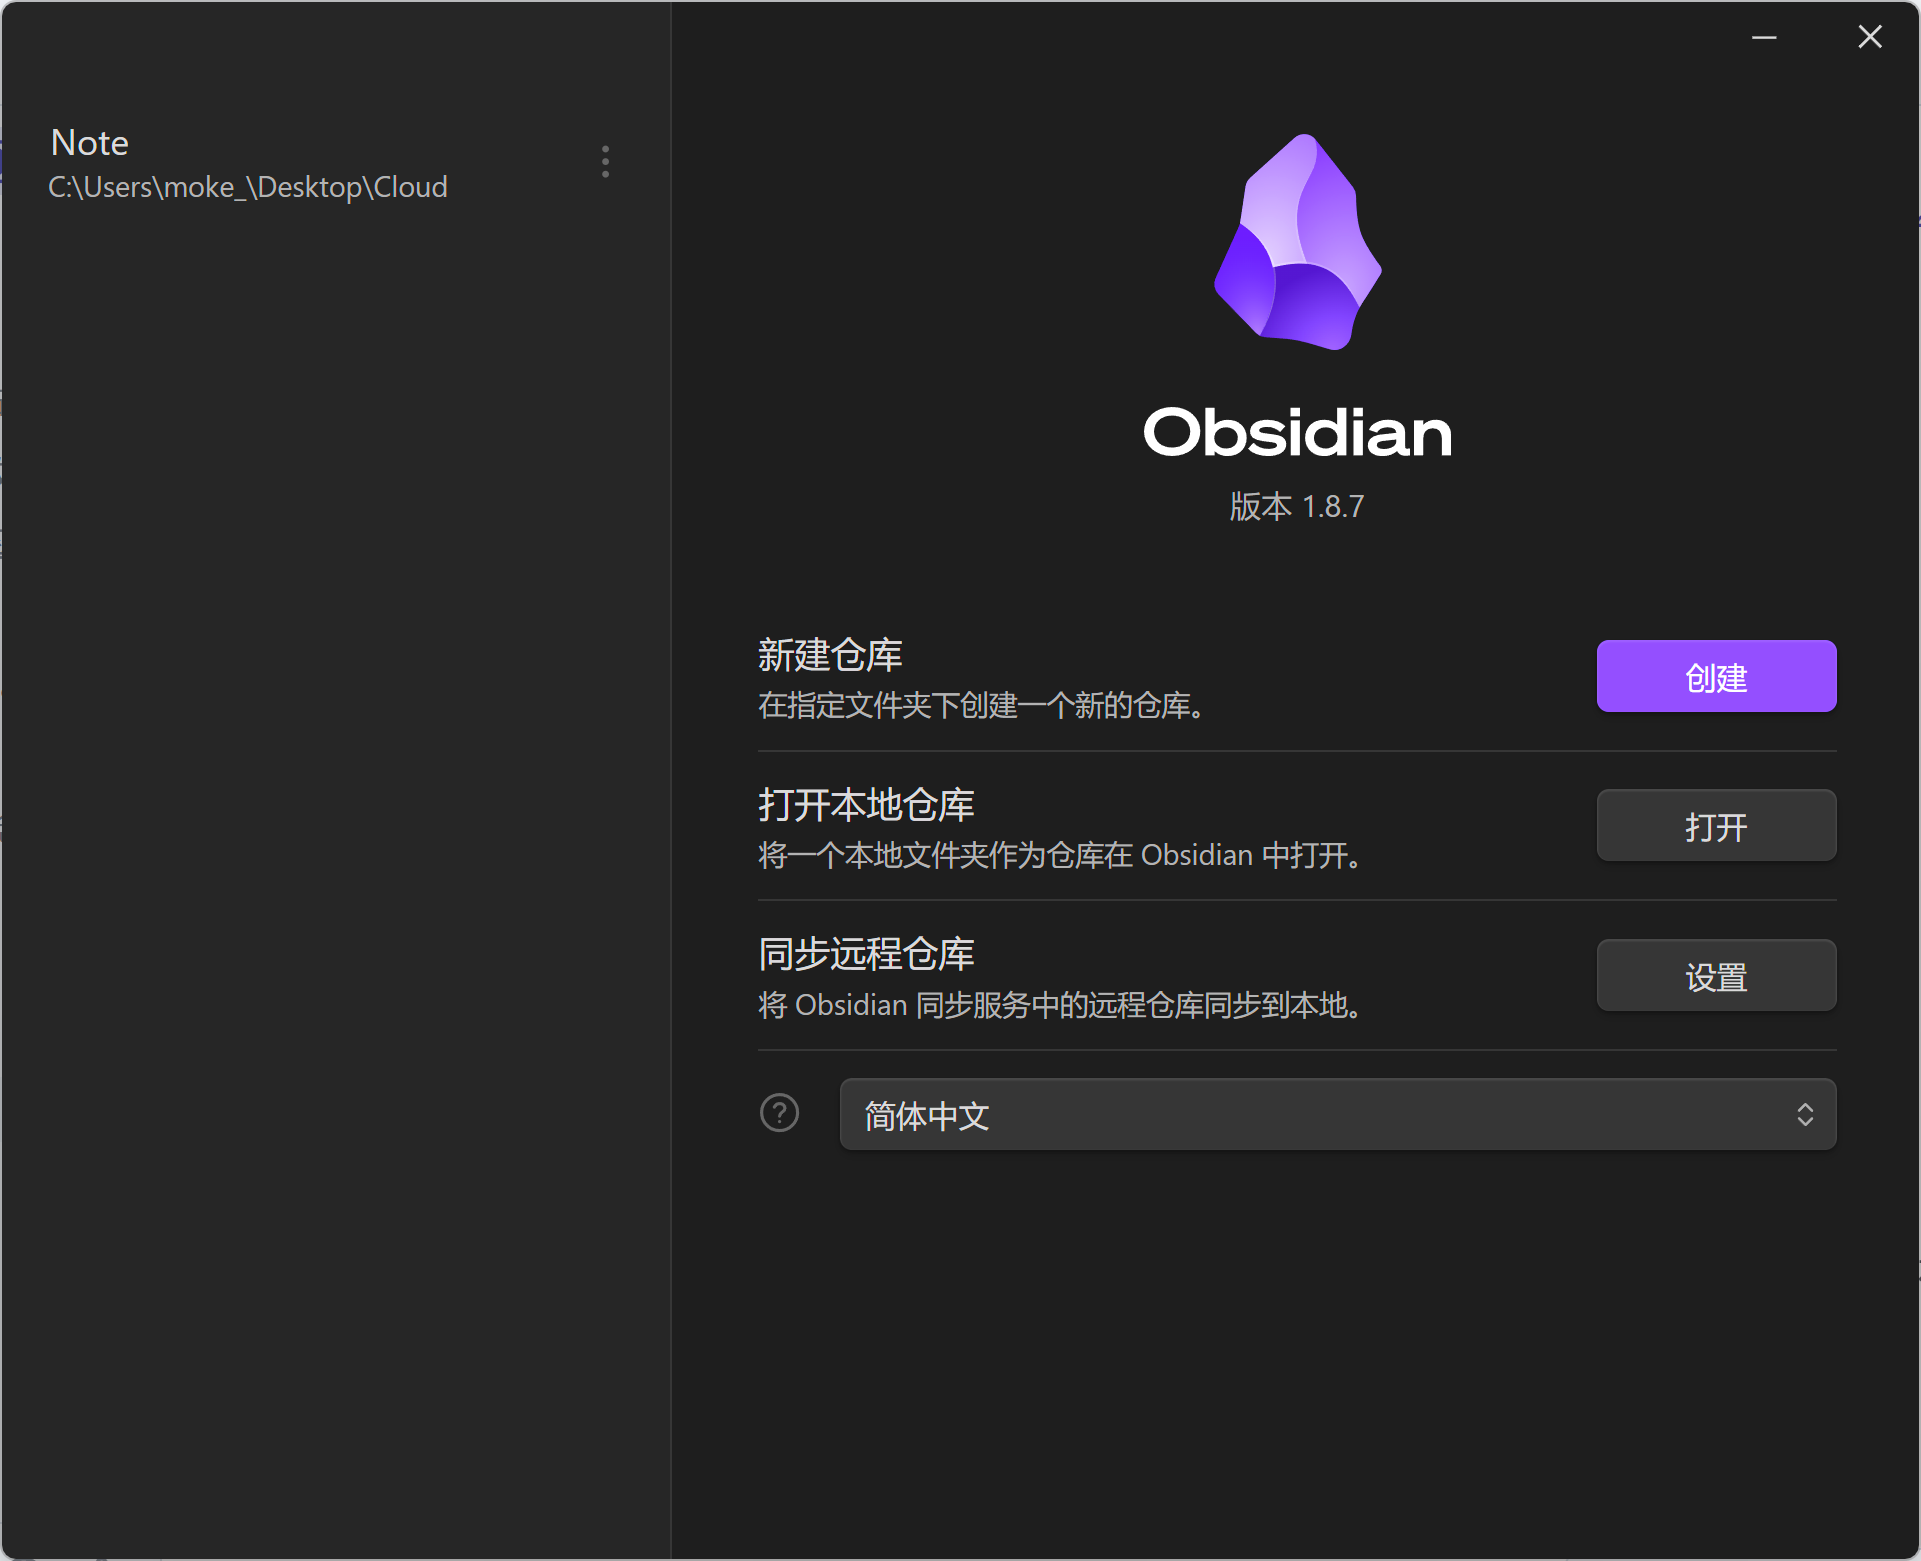 Note
C:\Users\moke_\Desktop\Cloud
Obsidian
版本 1.8.7
新建仓库
在指定文件夹下创建一个新的仓库。
创建
打开本地仓库
将一个本地文件夹作为仓库在 Obsidian 中打开。
打开
同步远程仓库
将 Obsidian 同步服务中的远程仓库同步到本地。
设置
简体中文